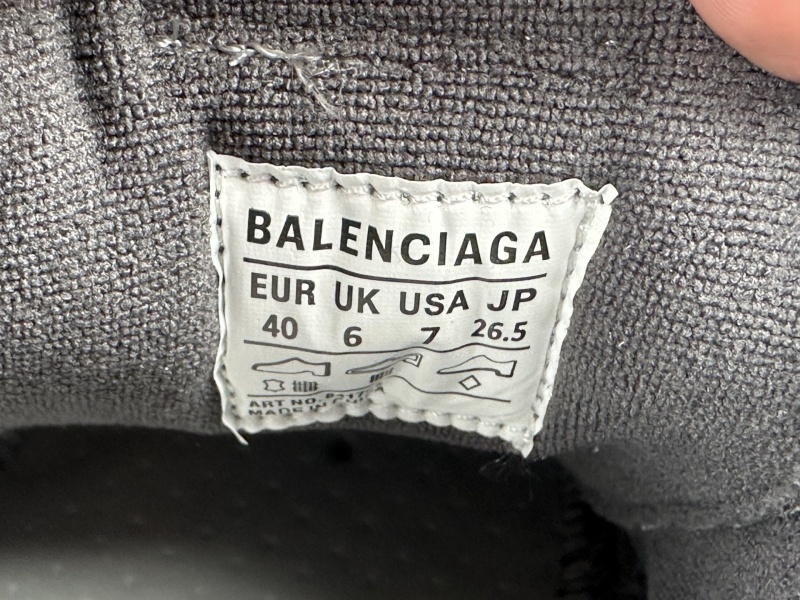 BALENCIAGA
EUR UK USA JP
40 6 7 26.5
ART NO.
MADE IN